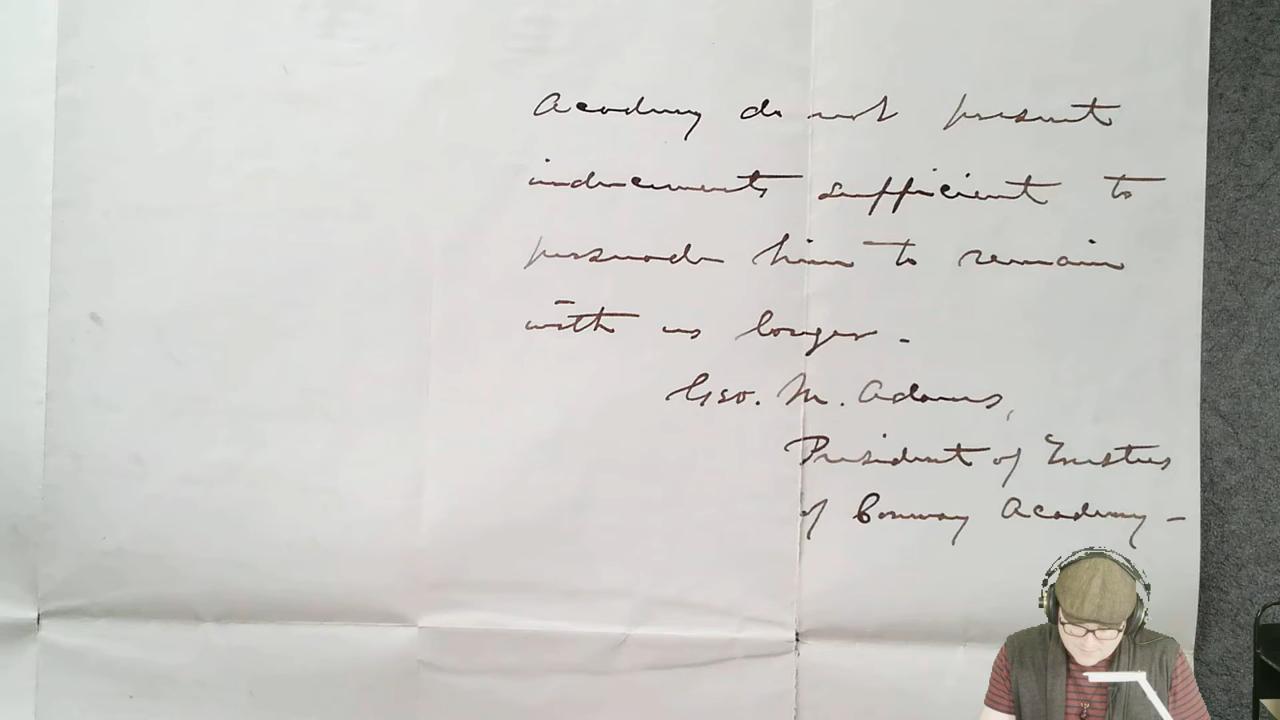 Academy do not present
inducements sufficient to
persuade him to remain
with us longer.
Geo. M. Adams,
President of Trustees
of Conway Academy -